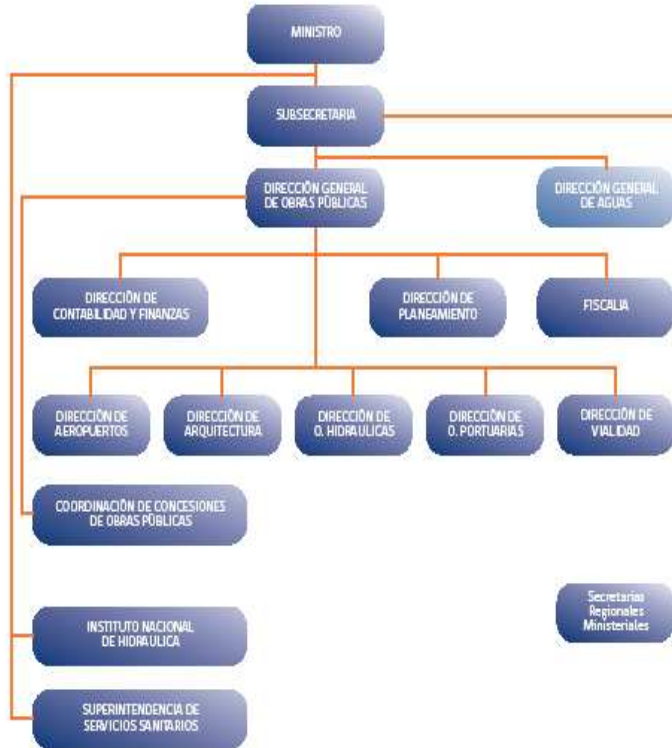 MINISTRO
SUBSECRETARIA
DIRECCIÓN GENERAL
DE OBRAS PÚBLICAS
DIRECCIÓN GENERAL
DE AGUAS
DIRECCIÓN DE
CONTABILIDAD Y FINANZAS
DIRECCIÓN DE
PLANEAMIENTO
FISCALIA
DIRECCIÓN DE
AEROPUERTOS
DIRECCIÓN DE
ARQUITECTURA
DIRECCIÓN DE
O. HIDRAULICAS
DIRECCIÓN DE
O. PORTUARIAS
DIRECCIÓN DE
VIALIDAD
COORDINACIÓN DE CONCESIONES
DE OBRAS PÚBLICAS
INSTITUTO NACIONAL
DE HIDRAÚLICA
Secretarias
Regionales
Ministeriales
SUPERINTENDENCIA DE
SERVICIOS SANITARIOS